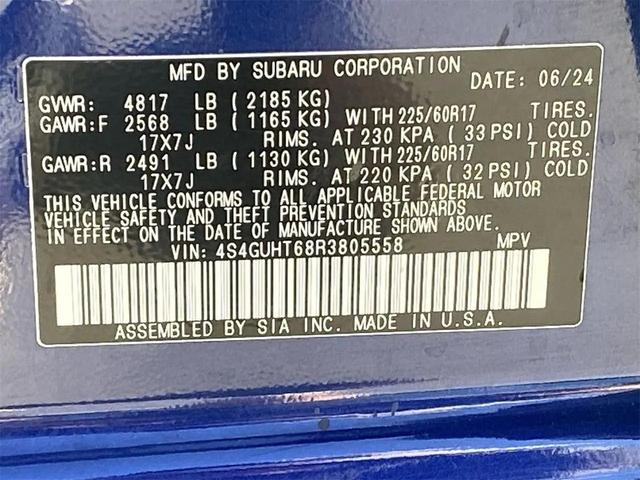 MFD BY SUBARU CORPORATION DATE: 06/24
GVWR: 4817 LB (2185 KG)
GAWR:F 2568 LB (1165 KG) WITH 225/60R17 TIRES.
17X7J RIMS. AT 230 KPA (33 PSI) COLD
GAWR:R 2491 LB (1130 KG) WITH 225/60R17 TIRES.
17X7J RIMS. AT 220 KPA (32 PSI) COLD
THIS VEHICLE CONFORMS TO ALL APPLICABLE FEDERAL MOTOR
VEHICLE SAFETY AND THEFT PREVENTION STANDARDS
IN EFFECT ON THE DATE OF MANUFACTURE SHOWN ABOVE.
VIN: 4S4GUHT68R3805558 MPV
ASSEMBLED BY SIA INC. MADE IN U.S.A.